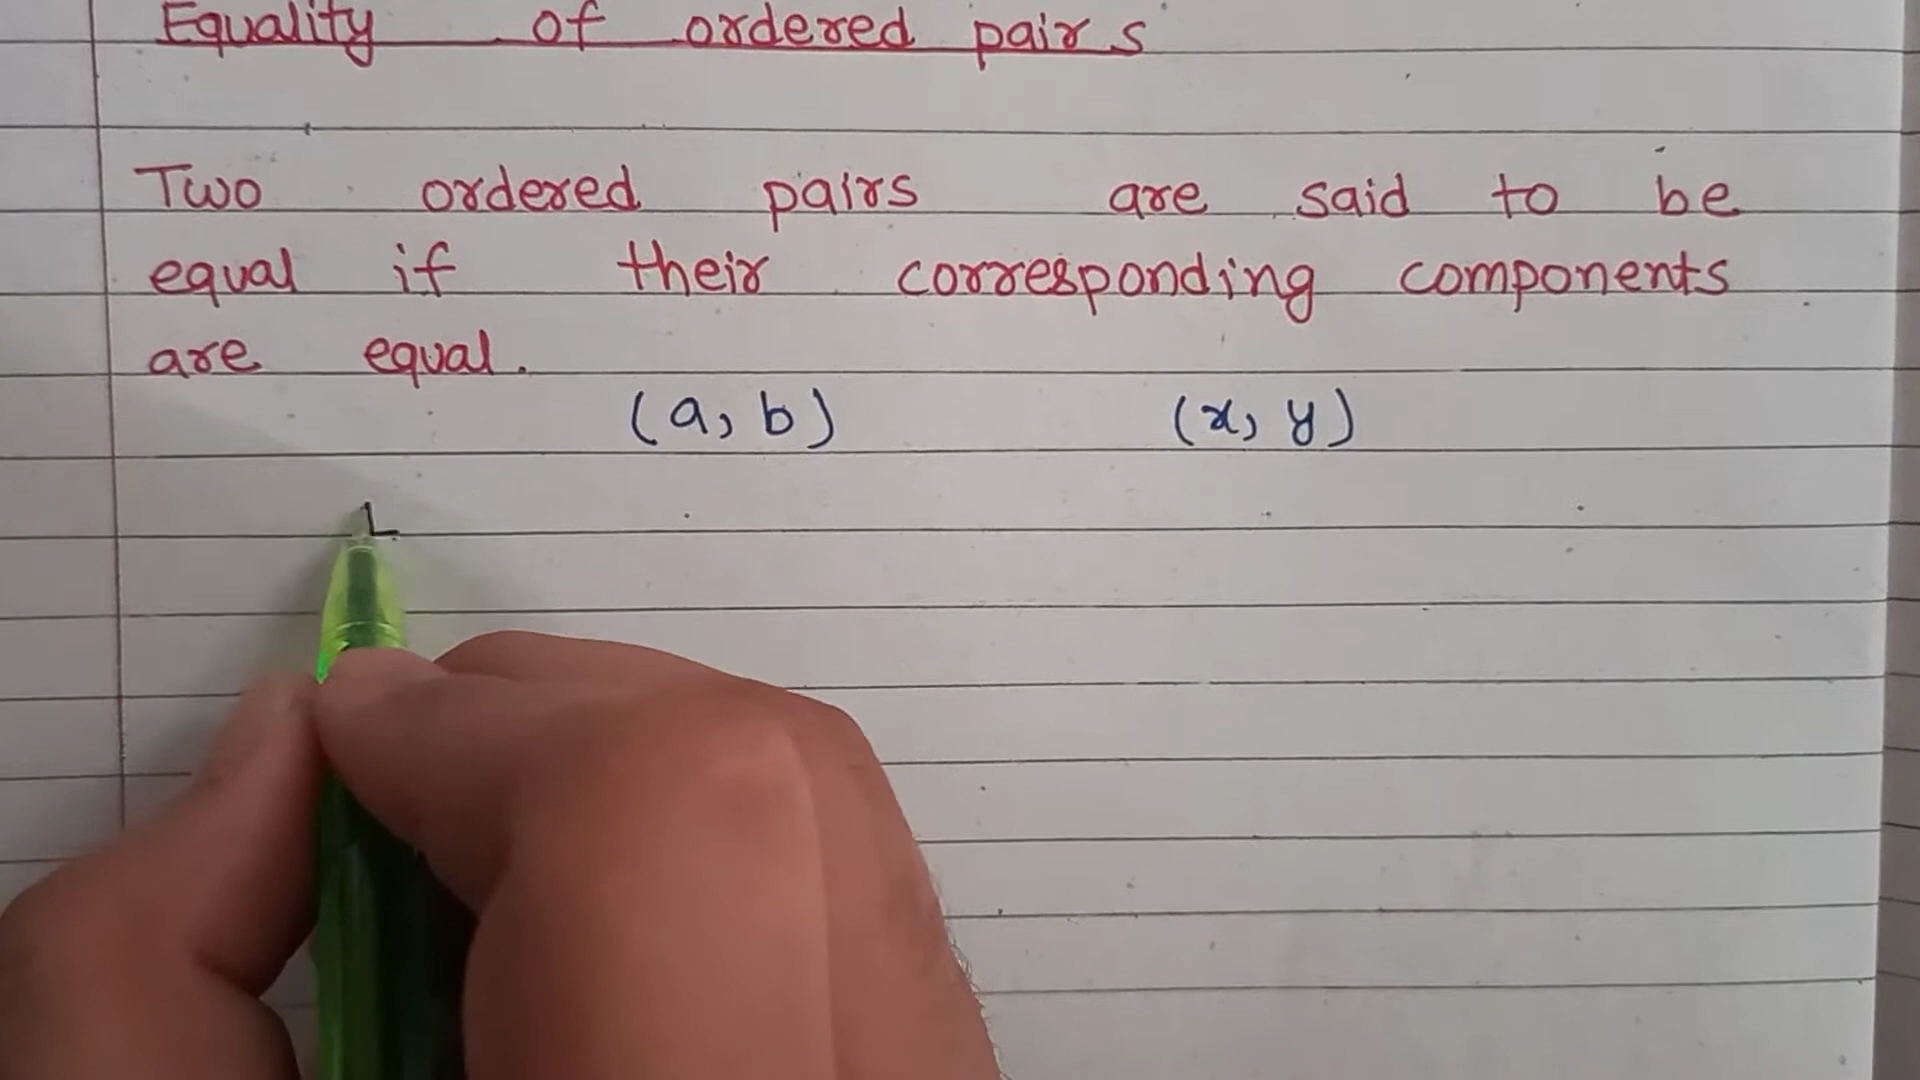 Equality of ordered pairs
Two ordered pairs are said to be
equal if their corresponding components
are equal.
(a, b) (x, y)
L